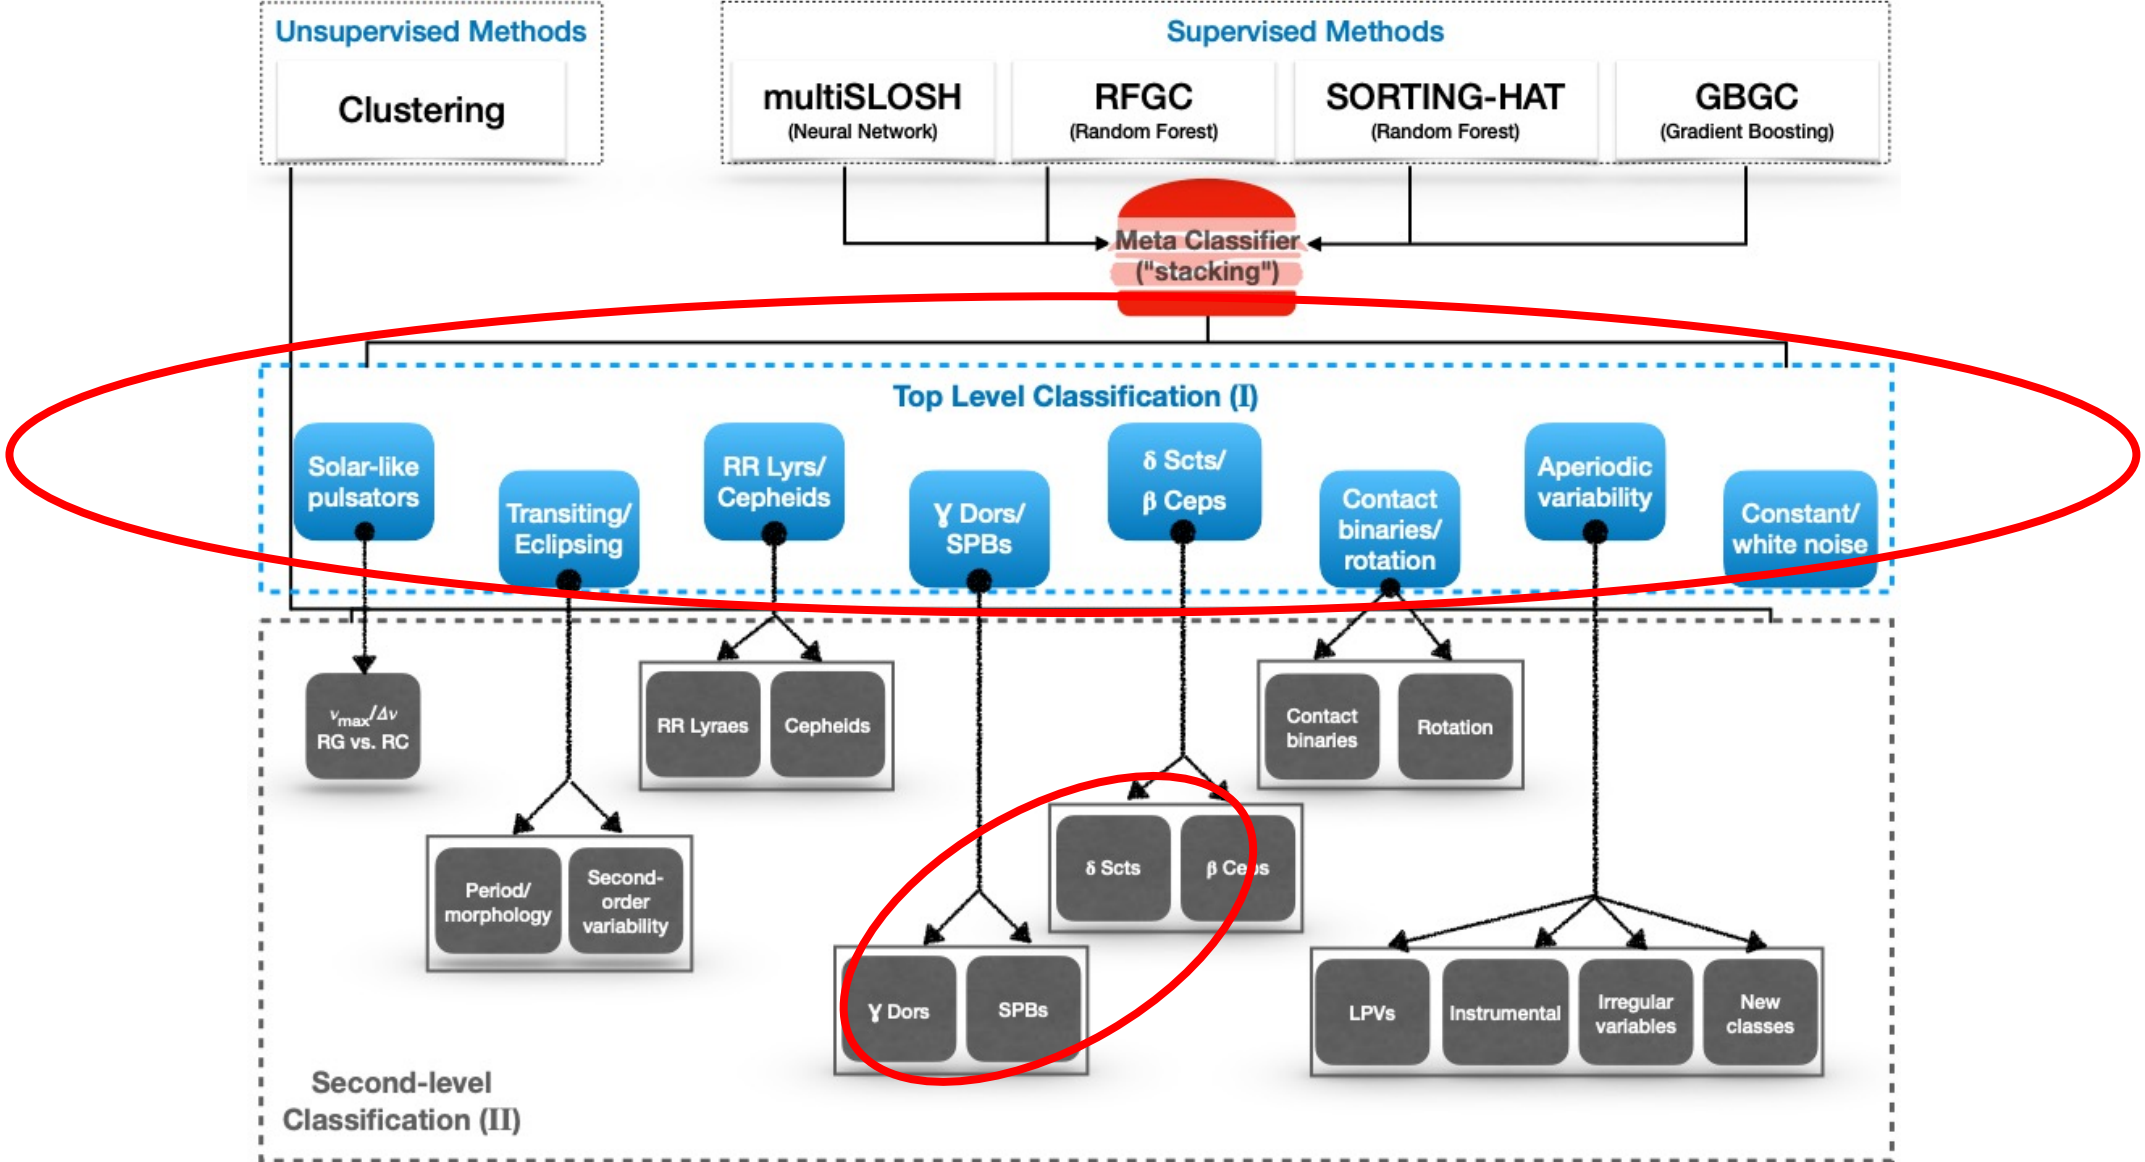 Unsupervised Methods
Clustering
Supervised Methods
multiSLOSH
(Neural Network)
RFGC
(Random Forest)
SORTING-HAT
(Random Forest)
GBGC
(Gradient Boosting)
Meta Classifier
("stacking")
Top Level Classification (I)
Solar-like
pulsators
Transiting/
Eclipsing
RR Lyrs/
Cepheids
γ Dors/
SPBs
δ Scts/
β Ceps
Contact
binaries/
rotation
Aperiodic
variability
Constant/
white noise
νmax/Δν
RG vs. RC
Period/
morphology
Second-
order
variability
RR Lyraes
Cepheids
γ Dors
SPBs
δ Scts
β Ceps
Contact
binaries
Rotation
LPVs
Instrumental
Irregular
variables
New
classes
Second-level
Classification (II)